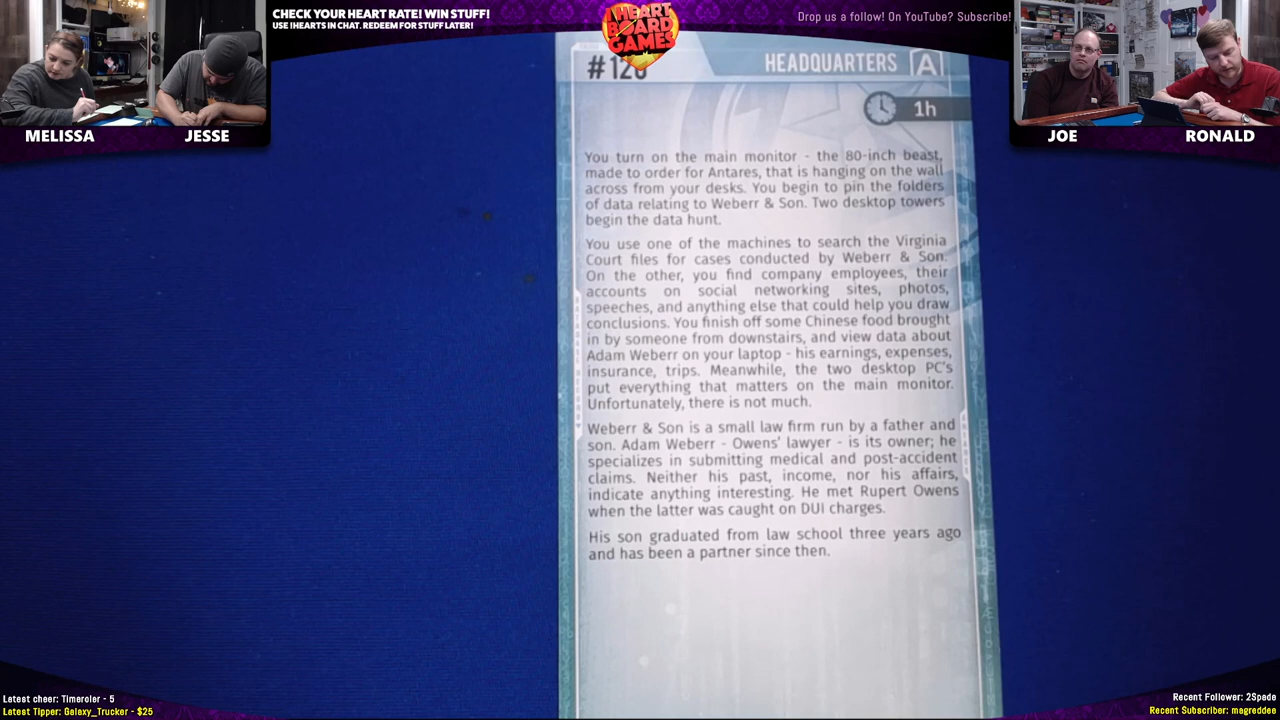 CHECK YOUR HEART RATE! WIN STUFF!
USE !HEARTS IN CHAT. REDEEM FOR STUFF LATER!
I HEART
BOARD
GAMES
Drop us a follow! On YouTube? Subscribe!
MELISSA
JESSE
JOE
RONALD
HEADQUARTERS A
1h
You turn on the main monitor - the 80-inch beast,
made to order for Antares, that is hanging on the wall
across from your desks. You begin to pin the folders
of data relating to Weberr & Son. Two desktop towers
begin the data hunt.
You use one of the machines to search the Virginia
Court files for cases conducted by Weberr & Son.
On the other, you find company employees, their
accounts on social networking sites, photos,
speeches, and anything else that could help you draw
conclusions. You finish off some Chinese food brought
in by someone from downstairs, and view data about
Adam Weberr on your laptop - his earnings, expenses,
insurance, trips. Meanwhile, the two desktop PC's
put everything that matters on the main monitor.
Unfortunately, there is not much.
Weberr & Son is a small law firm run by a father and
son. Adam Weberr - Owens' lawyer - is its owner; he
specializes in submitting medical and post-accident
claims. Neither his past, income, nor his affairs,
indicate anything interesting. He met Rupert Owens
when the latter was caught on DUI charges.
His son graduated from law school three years ago
and has been a partner since then.
Latest cheer: Timeroler - 5
Latest Tipper: Galaxy_Trucker - $25
Recent Follower: 2Spade
Recent Subscriber: magreddee